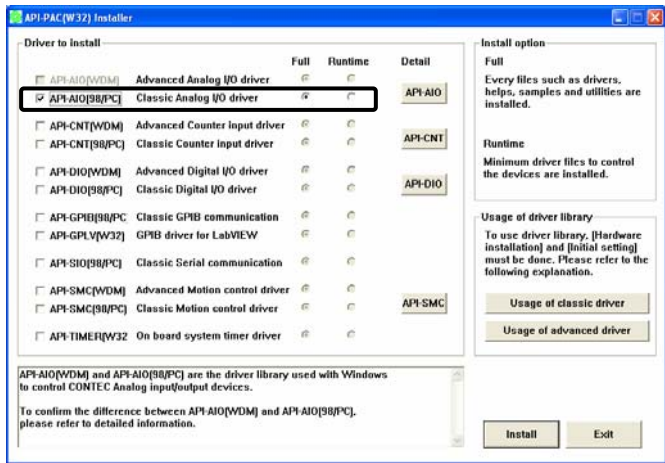 API-PAC(W32) Installer
Driver to install
Full Runtime Detail
API-AIO(WDM) Advanced Analog I/O driver
API-AIO(98/PC) Classic Analog I/O driver
API-AIO
API-CNT(WDM) Advanced Counter input driver
API-CNT(98/PC) Classic Counter input driver
API-CNT
API-DIO(WDM) Advanced Digital I/O driver
API-DIO(98/PC) Classic Digital I/O driver
API-DIO
API-GPIB(98/PC Classic GPIB communication
API-GPLV(W32) GPIB driver for LabVIEW
API-SIO(98/PC) Classic Serial communication
API-SMC(WDM) Advanced Motion control driver
API-SMC(98/PC) Classic Motion control driver
API-SMC
API-TIMER(W32 On board system timer driver
Install option
Full
Every files such as drivers,
helps, samples and utilities are
installed.
Runtime
Minimum driver files to control
the devices are installed.
Usage of driver library
To use driver library, [Hardware
installation] and [Initial setting]
must be done. Please refer to the
following explanation.
Usage of classic driver
Usage of advanced driver
API-AIO(WDM) and API-AIO(98/PC) are the driver library used with Windows
to control CONTEC Analog input/output devices.
To confirm the difference between API-AIO(WDM) and API-AIO(98/PC),
please refer to detailed information.
Install Exit